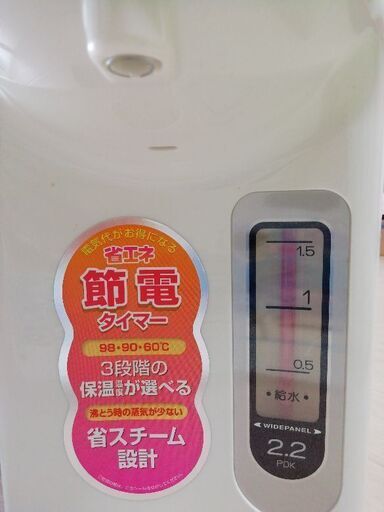 電気代がお得になる
省エネ
節電
タイマー
98・90・60℃
3段階の
保温温度が選べる
沸とう時の蒸気が少ない
省スチーム
設計
1.5
1
0.5
・給水・
WIDEPANEL
2.2
PDK